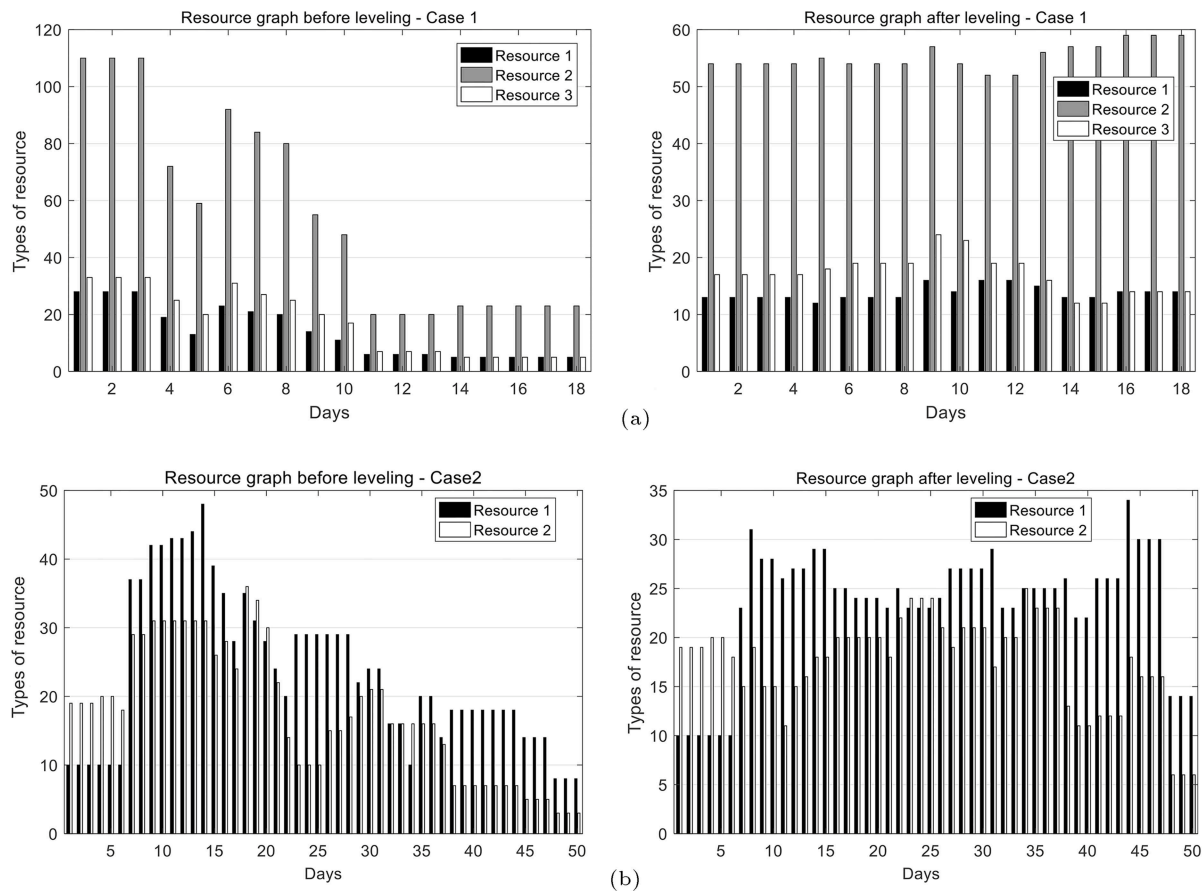 Resource graph before leveling - Case 1
120
100
80
60
40
20
0
Types of resource
Resource 1
Resource 2
Resource 3
2 4 6 8 10 12 14 16 18
Days
Resource graph after leveling - Case 1
60
50
40
30
20
10
0
Types of resource
Resource 1
Resource 2
Resource 3
2 4 6 8 10 12 14 16 18
Days
(a)
Resource graph before leveling - Case2
50
40
30
20
10
0
Types of resource
Resource 1
Resource 2
5 10 15 20 25 30 35 40 45 50
Days
Resource graph after leveling - Case2
35
30
25
20
15
10
5
0
Types of resource
Resource 1
Resource 2
5 10 15 20 25 30 35 40 45 50
Days
(b)